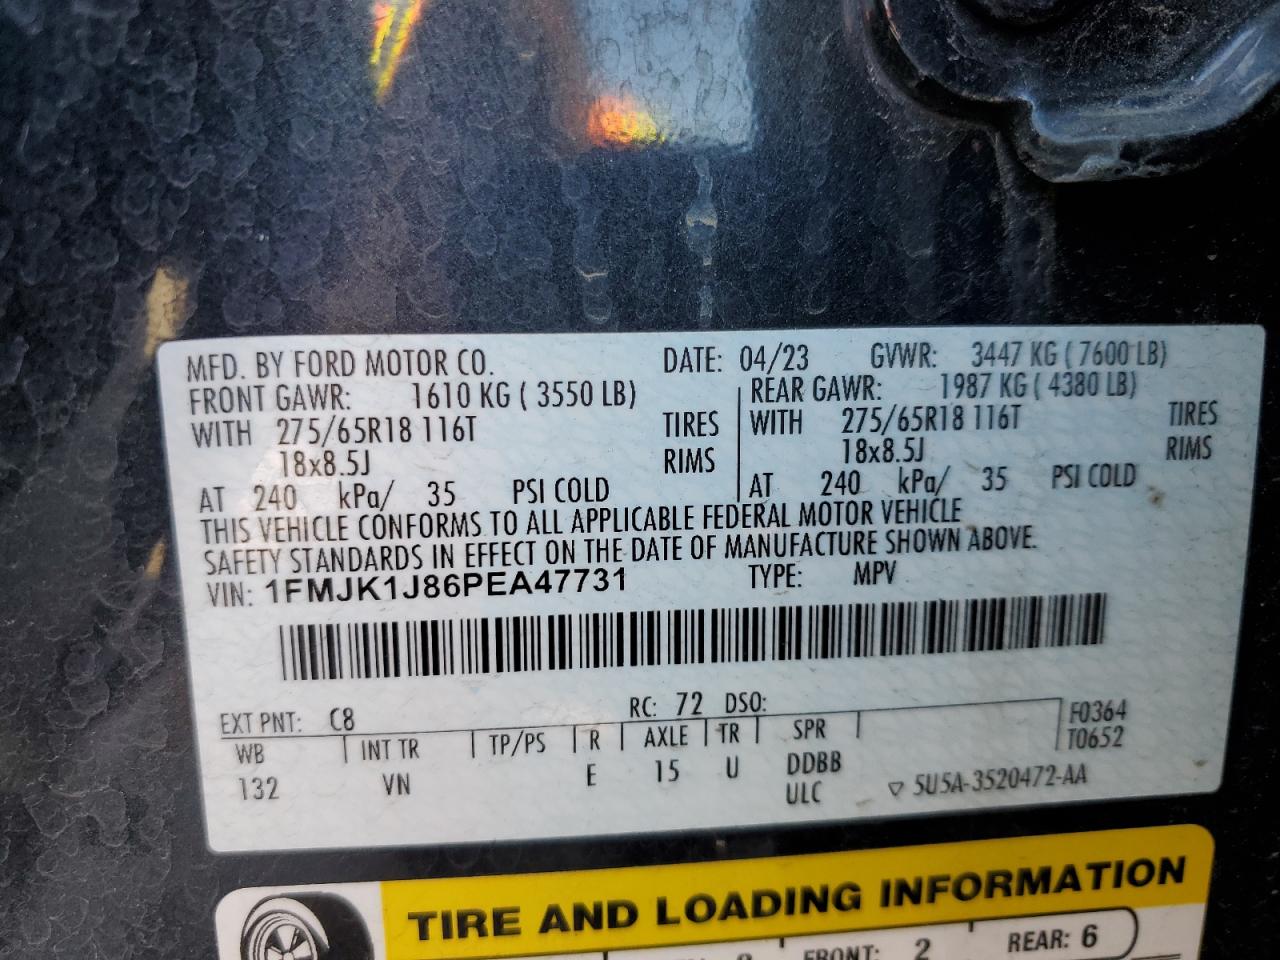 MFD. BY FORD MOTOR CO. DATE: 04/23 GVWR: 3447 KG ( 7600 LB)
FRONT GAWR: 1610 KG ( 3550 LB) REAR GAWR: 1987 KG ( 4380 LB)
WITH 275/65R18 116T TIRES WITH 275/65R18 116T TIRES
18x8.5J RIMS 18x8.5J RIMS
AT 240 kPa/ 35 PSI COLD AT 240 kPa/ 35 PSI COLD
THIS VEHICLE CONFORMS TO ALL APPLICABLE FEDERAL MOTOR VEHICLE
SAFETY STANDARDS IN EFFECT ON THE DATE OF MANUFACTURE SHOWN ABOVE.
VIN: 1FMJK1J86PEA47731 TYPE: MPV
EXT PNT: C8 RC: 72 DSO: F0364
WB INT TR TP/PS R AXLE TR SPR T0652
132 VN E 15 U DDBB
ULC ▽ 5U5A-3520472-AA
TIRE AND LOADING INFORMATION
FRONT: 2 REAR: 6